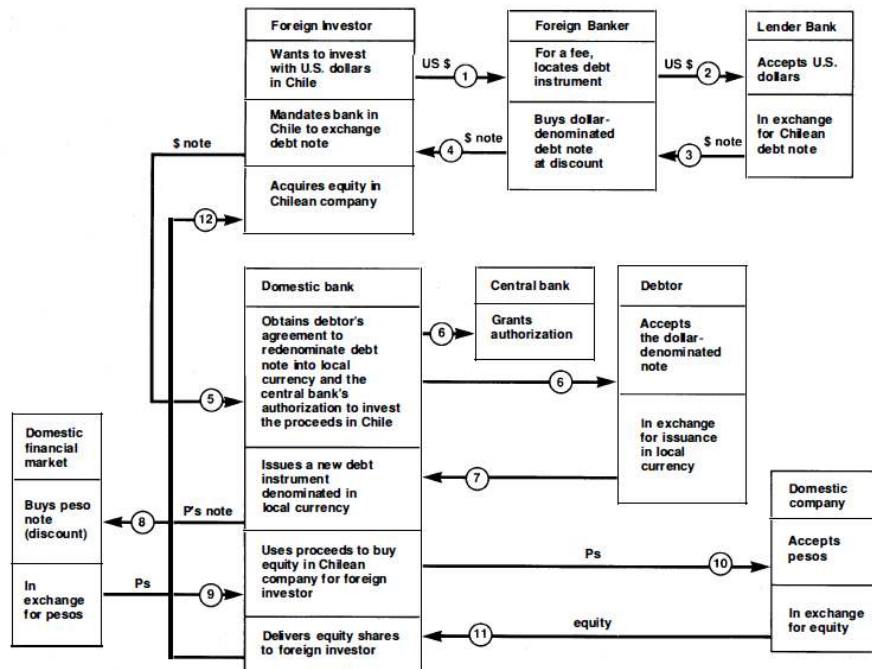 Foreign Investor
Wants to invest
with U.S. dollars
in Chile
Mandates bank in
Chile to exchange
debt note
Acquires equity in
Chilean company
US $
1
Foreign Banker
For a fee,
locates debt
instrument
Buys dollar-
denominated
debt note
at discount
US $
2
Lender Bank
Accepts U.S.
dollars
In exchange
for Chilean
debt note
$ note
3
$ note
4
$ note
12
5
Domestic bank
Obtains debtor's
agreement to
redenominate debt
note into local
currency and the
central bank's
authorization to invest
the proceeds in Chile
Issues a new debt
instrument
denominated in
local currency
Uses proceeds to buy
equity in Chilean
company for foreign
investor
Delivers equity shares
to foreign investor
6
Central bank
Grants
authorization
6
Debtor
Accepts
the dollar-
denominated
note
In exchange
for issuance
in local
currency
7
Domestic
financial
market
Buys peso
note
(discount)
In
exchange
for pesos
8
P's note
Ps
9
Ps
10
Domestic
company
Accepts
pesos
In exchange
for equity
equity
11